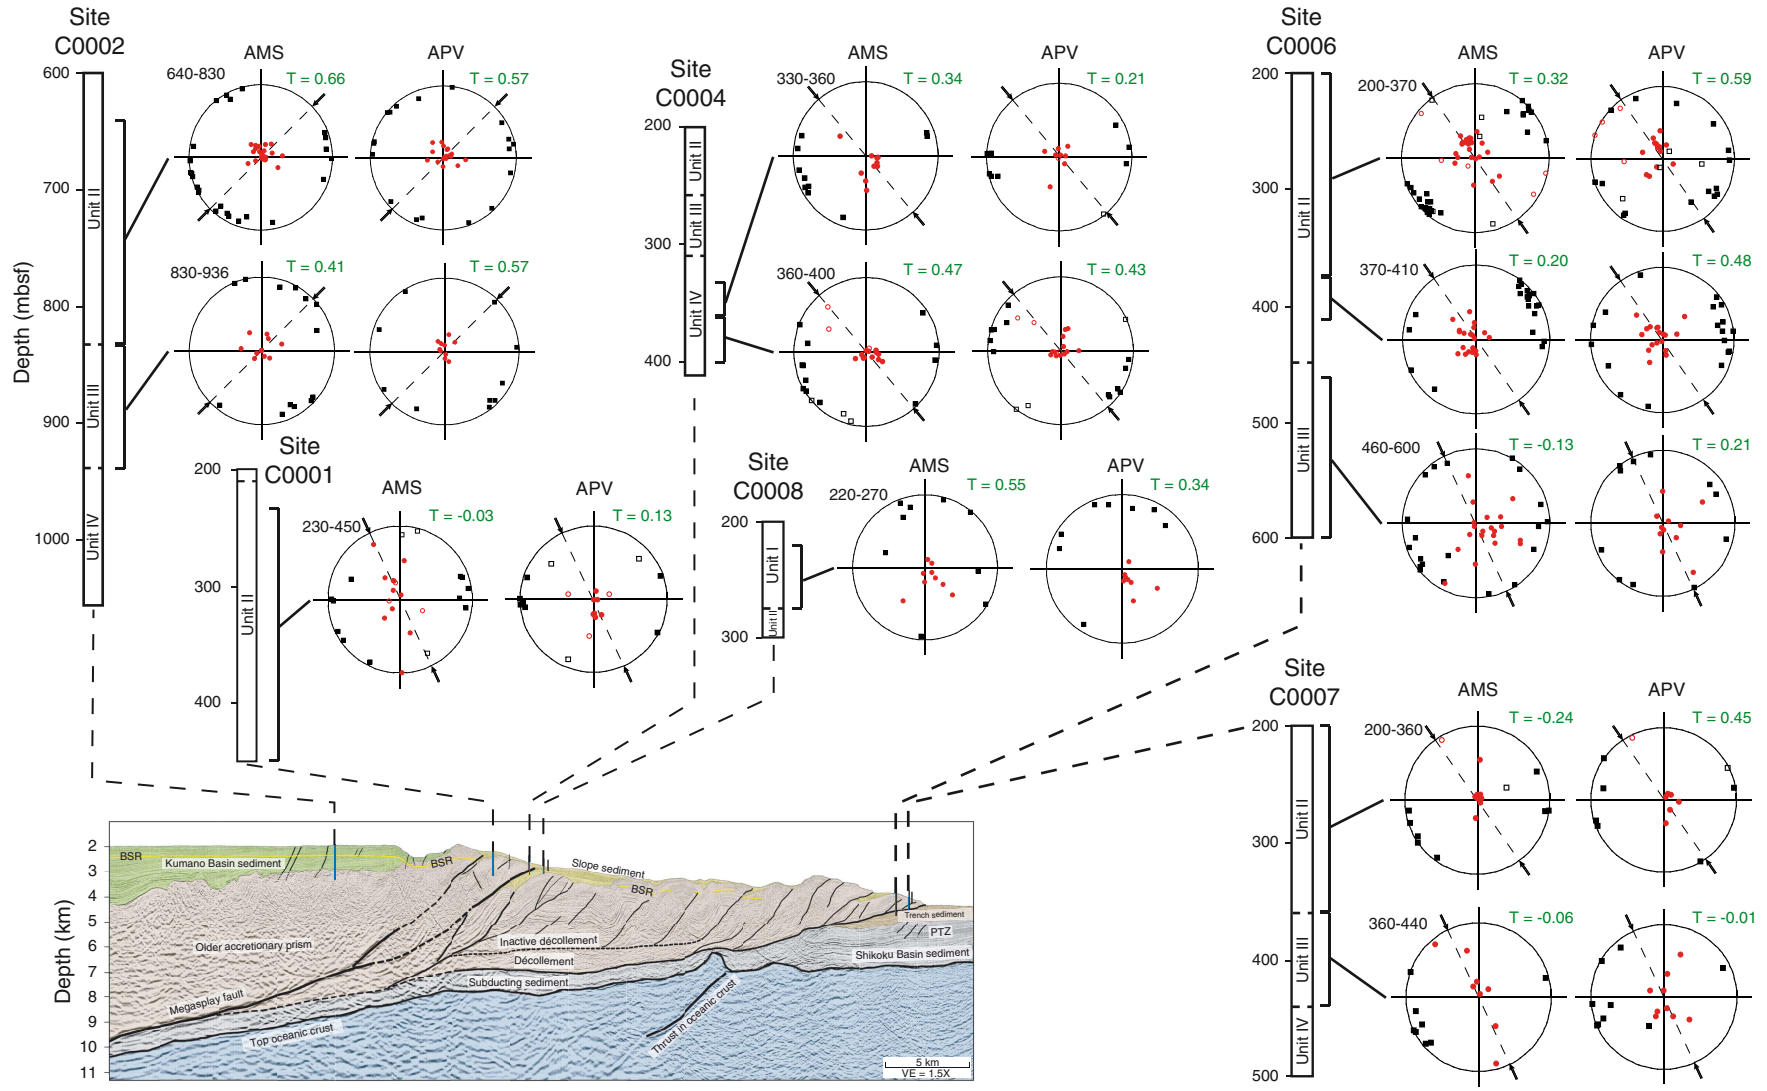 Site
C0002
AMS
APV
600
700
800
900
1000
Depth (mbsf)
Unit II
Unit III
Unit IV
640-830
T = 0.66
T = 0.57
830-936
T = 0.41
T = 0.57
Site
C0004
AMS
APV
200
300
400
Unit II
Unit III
Unit IV
330-360
T = 0.34
T = 0.21
360-400
T = 0.47
T = 0.43
Site
C0006
AMS
APV
200
300
400
500
600
Unit II
Unit III
200-370
T = 0.32
T = 0.59
370-410
T = 0.20
T = 0.48
460-600
T = -0.13
T = 0.21
Site
C0001
AMS
APV
200
300
400
Unit II
230-450
T = -0.03
T = 0.13
Site
C0008
AMS
APV
200
300
Unit I
Unit II
220-270
T = 0.55
T = 0.34
Site
C0007
AMS
APV
200
300
400
500
Unit II
Unit III
Unit IV
200-360
T = -0.24
T = 0.45
360-440
T = -0.06
T = -0.01
Depth (km)
2
3
4
5
6
7
8
9
10
11
BSR
Kumano Basin sediment
BSR
Slope sediment
BSR
Trench sediment
PTZ
Older accretionary prism
Inactive décollement
Shikoku Basin sediment
Décollement
Subducting sediment
Megasplay fault
Top oceanic crust
Thrust in oceanic crust
5 km
VE = 1.5X